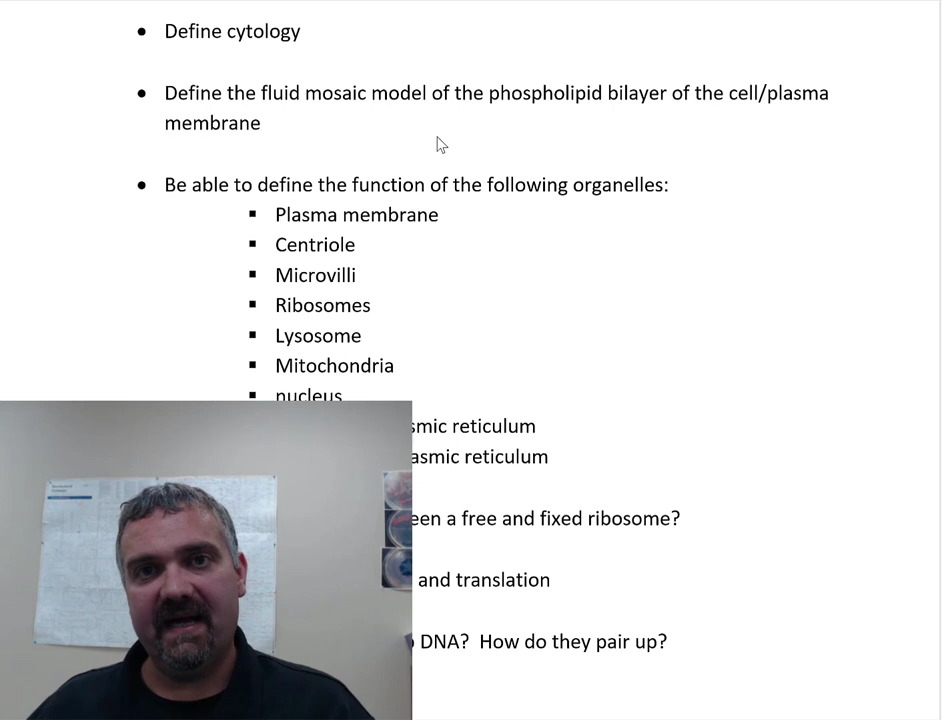 Define cytology
Define the fluid mosaic model of the phospholipid bilayer of the cell/plasma
membrane
Be able to define the function of the following organelles:
Plasma membrane
Centriole
Microvilli
Ribosomes
Lysosome
Mitochondria
nucleus
smic reticulum
asmic reticulum
een a free and fixed ribosome?
and translation
DNA? How do they pair up?